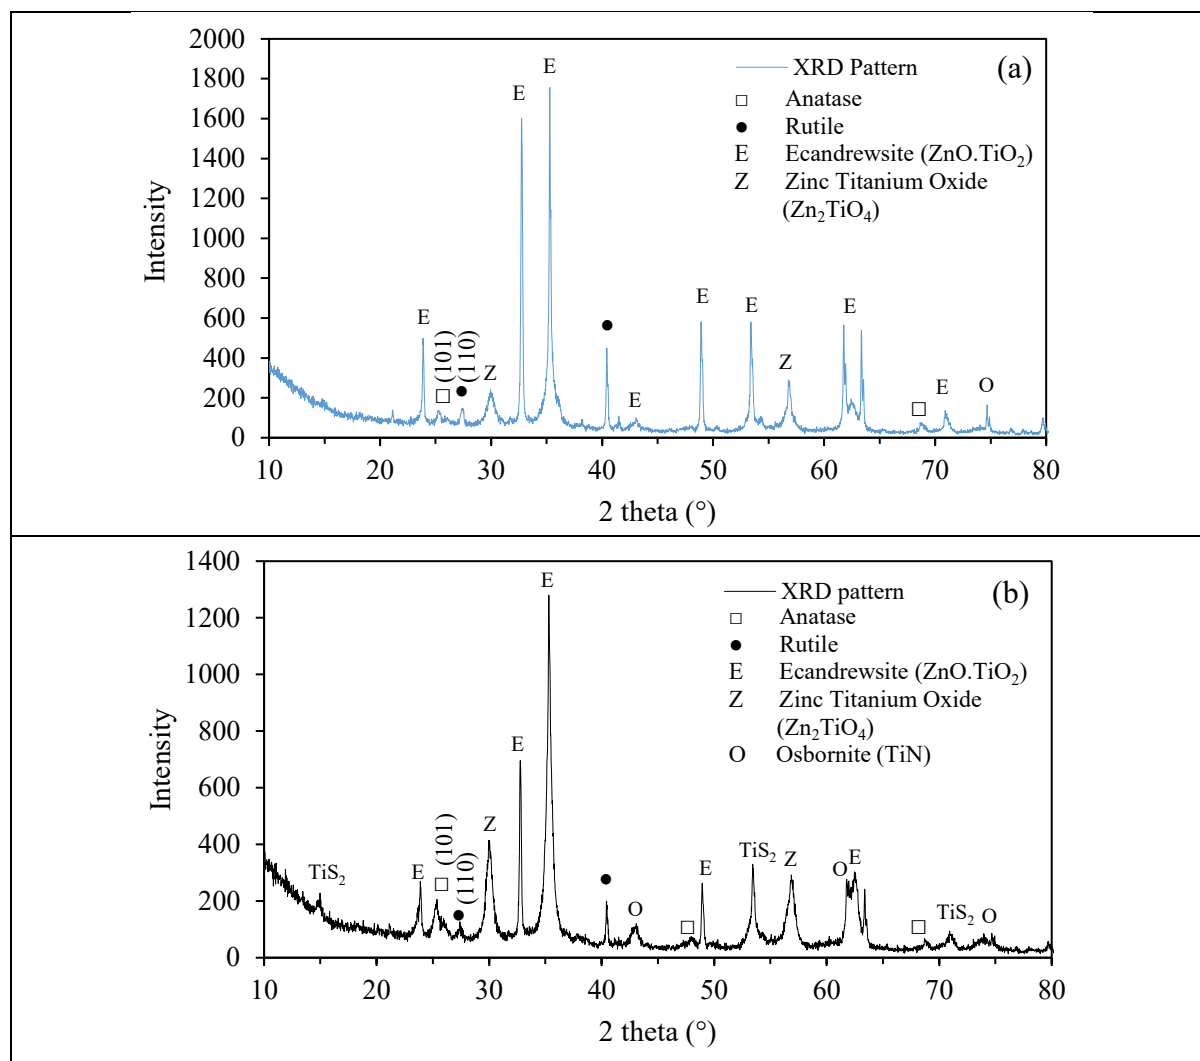 2000
1800
1600
1400
1200
1000
800
600
400
200
0
Intensity
10 20 30 40 50 60 70 80
2 theta (°)
(a)
XRD Pattern
□ Anatase
● Rutile
E Ecandrewsite (ZnO.TiO₂)
Z Zinc Titanium Oxide
(Zn₂TiO₄)
E
□ (101)
● (110)
Z
E
E
●
E
E
E
Z
E
□
E
O
1400
1200
1000
800
600
400
200
0
Intensity
10 20 30 40 50 60 70 80
2 theta (°)
(b)
XRD pattern
□ Anatase
● Rutile
E Ecandrewsite (ZnO.TiO₂)
Z Zinc Titanium Oxide
(Zn₂TiO₄)
O Osbornite (TiN)
TiS₂
E
□ (101)
● (110)
Z
E
E
●
O
□
E
TiS₂
Z
O
E
□
TiS₂
O